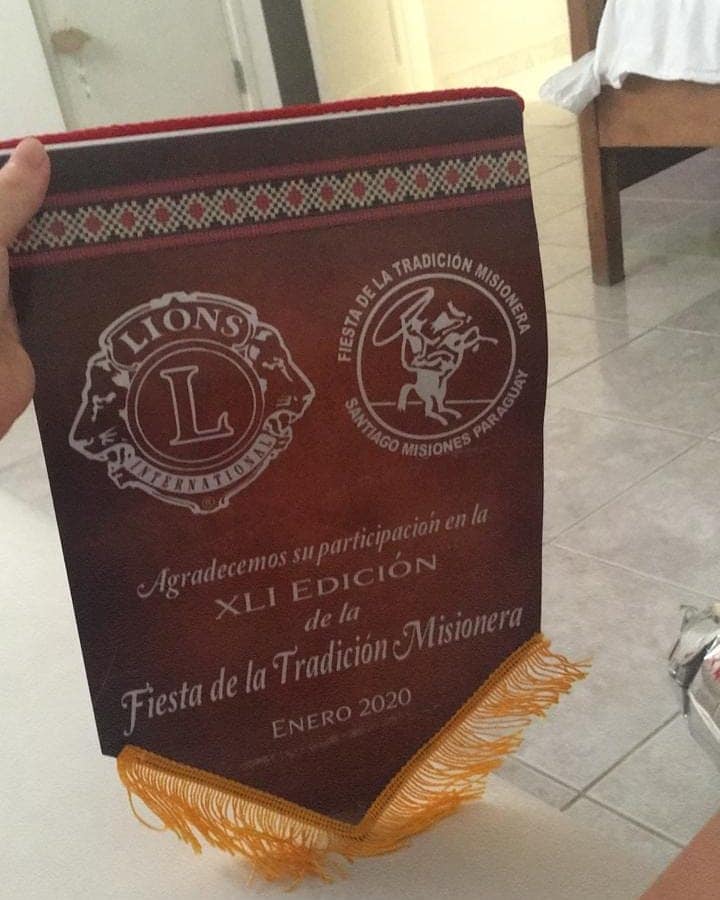 LIONS
L
INTERNATIONAL
®
FIESTA DE LA TRADICIÓN MISIONERA
SANTIAGO MISIONES PARAGUAY
Agradecemos su participación en la
XLI EDICIÓN
de la
Fiesta de la Tradición Misionera
ENERO 2020